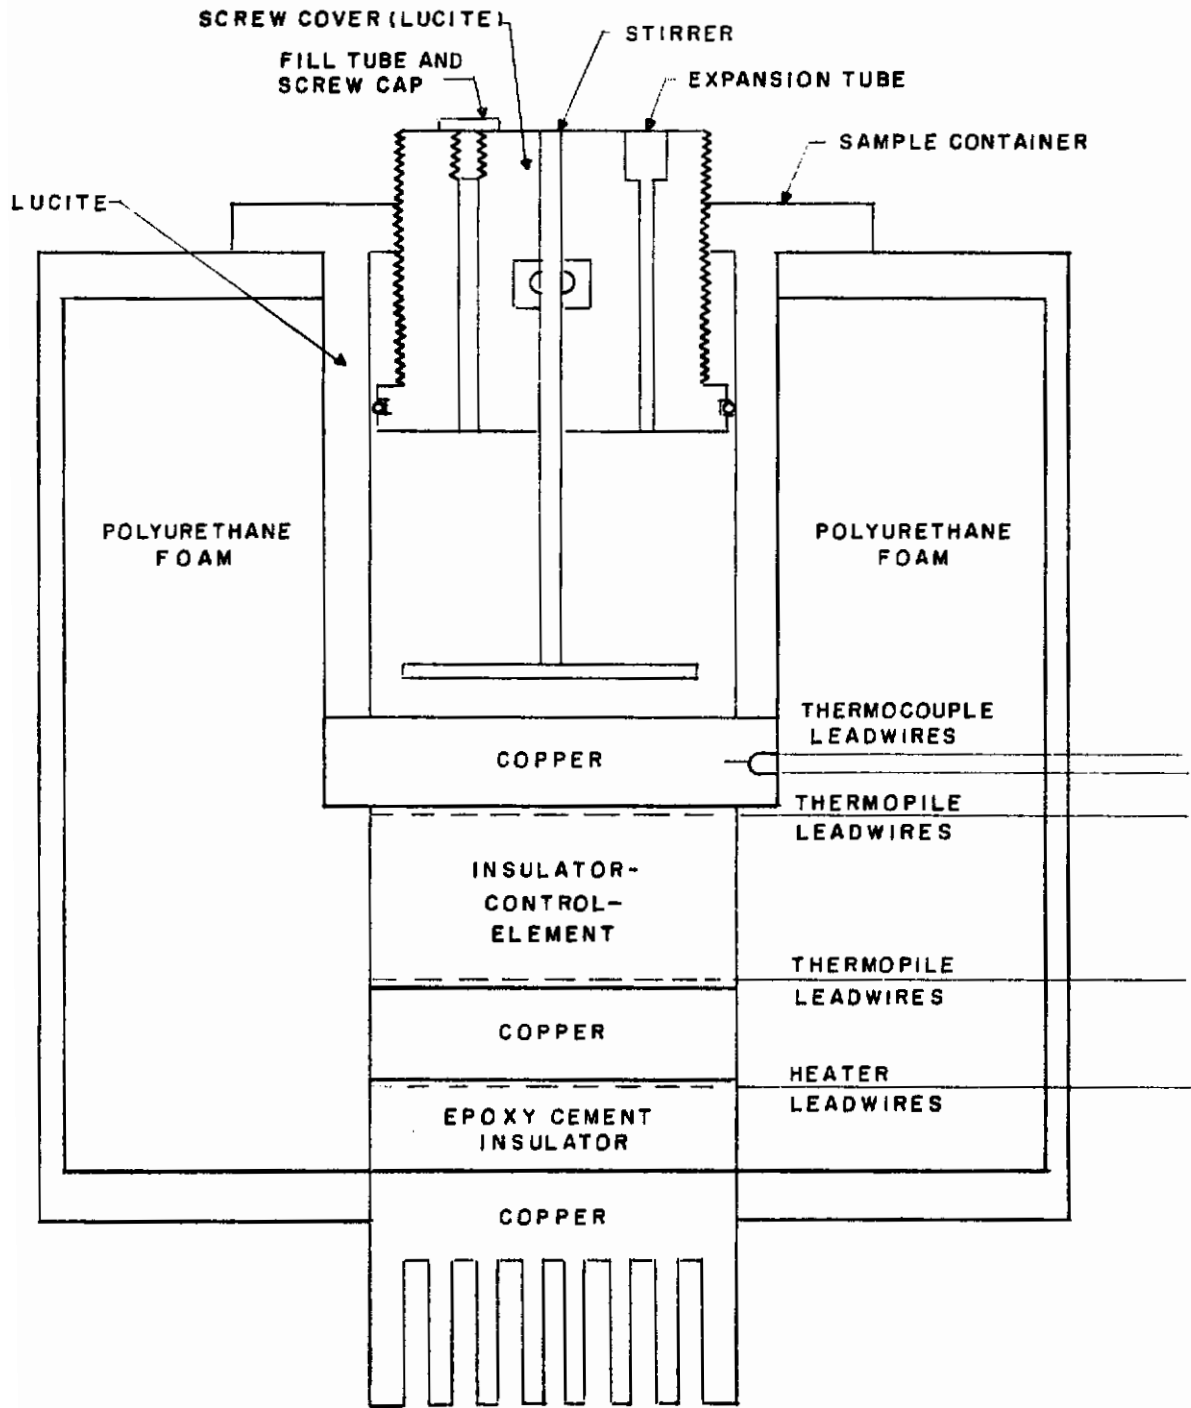 SCREW COVER (LUCITE)
STIRRER
FILL TUBE AND
SCREW CAP
EXPANSION TUBE
SAMPLE CONTAINER
LUCITE
POLYURETHANE
FOAM
POLYURETHANE
FOAM
THERMOCOUPLE
LEADWIRES
COPPER
THERMOPILE
LEADWIRES
INSULATOR-
CONTROL-
ELEMENT
THERMOPILE
LEADWIRES
COPPER
HEATER
LEADWIRES
EPOXY CEMENT
INSULATOR
COPPER